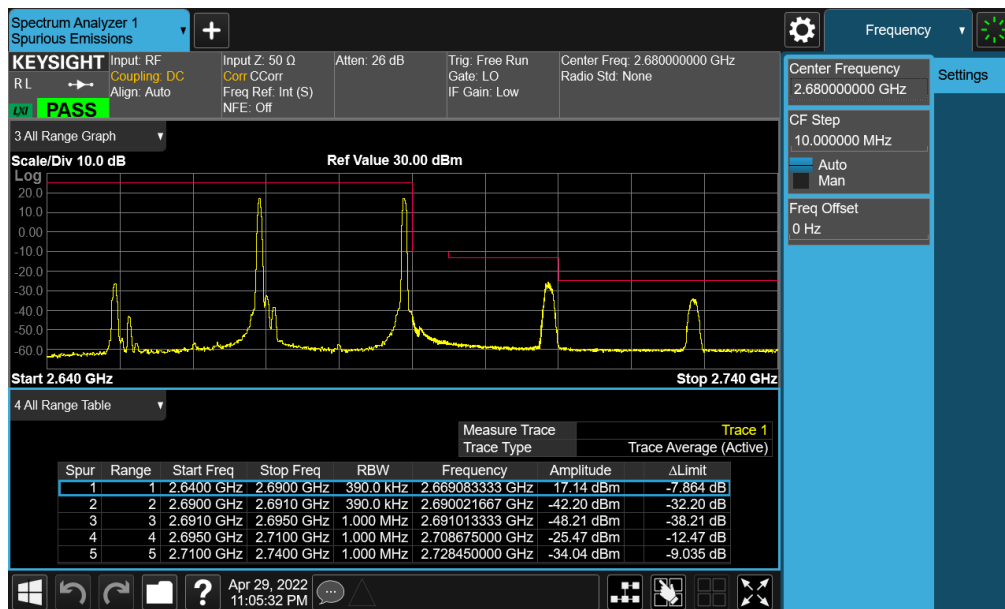 Spectrum Analyzer 1
Spurious Emissions
+
Frequency
KEYSIGHT
R L
LXI
PASS
Input: RF
Coupling: DC
Align: Auto
Input Z: 50 Ω
Corr CCorr
Freq Ref: Int (S)
NFE: Off
Atten: 26 dB
Trig: Free Run
Gate: LO
IF Gain: Low
Center Freq: 2.680000000 GHz
Radio Std: None
Center Frequency
2.680000000 GHz
Settings
CF Step
10.000000 MHz
Auto
Man
Freq Offset
0 Hz
3 All Range Graph
Scale/Div 10.0 dB
Ref Value 30.00 dBm
Log
20.0
10.0
0.00
-10.0
-20.0
-30.0
-40.0
-50.0
-60.0
Start 2.640 GHz
Stop 2.740 GHz
4 All Range Table
Measure Trace Trace 1
Trace Type Trace Average (Active)
Spur Range Start Freq Stop Freq RBW Frequency Amplitude ΔLimit
1 1 2.6400 GHz 2.6900 GHz 390.0 kHz 2.669083333 GHz 17.14 dBm -7.864 dB
2 2 2.6900 GHz 2.6910 GHz 390.0 kHz 2.690021667 GHz -42.20 dBm -32.20 dB
3 3 2.6910 GHz 2.6950 GHz 1.000 MHz 2.691013333 GHz -48.21 dBm -38.21 dB
4 4 2.6950 GHz 2.7100 GHz 1.000 MHz 2.708675000 GHz -25.47 dBm -12.47 dB
5 5 2.7100 GHz 2.7400 GHz 1.000 MHz 2.728450000 GHz -34.04 dBm -9.035 dB
?
Apr 29, 2022
11:05:32 PM